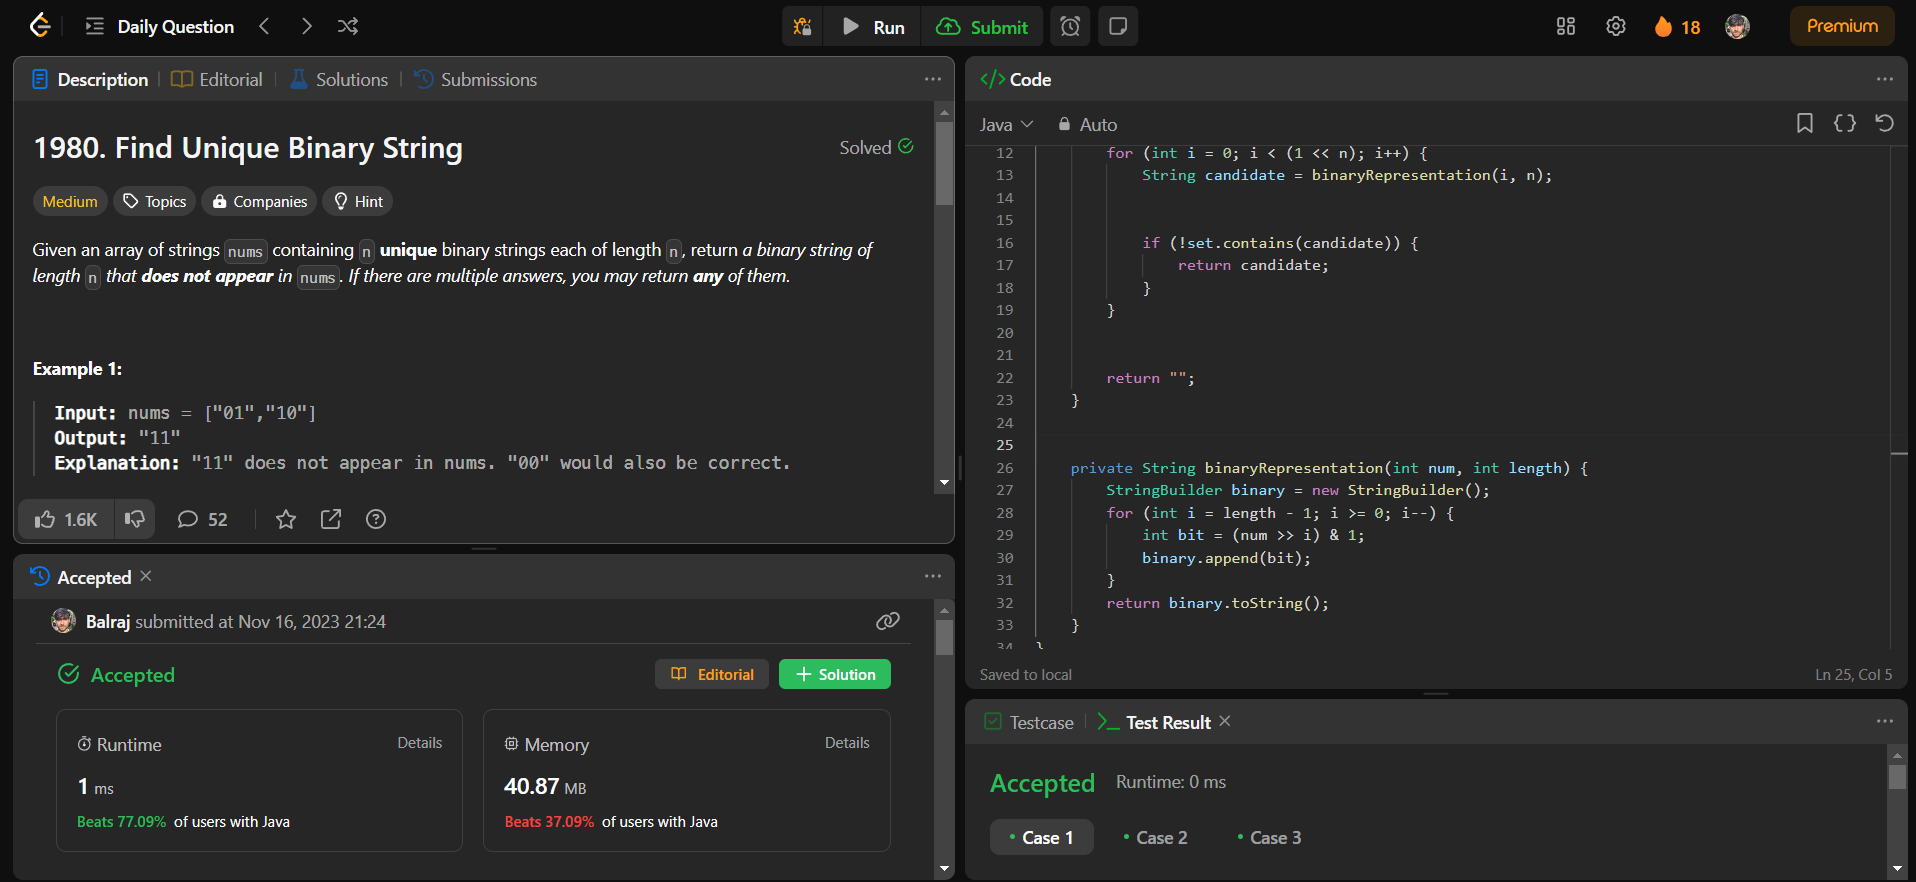 Daily Question
Run
Submit
18
Premium
Description
Editorial
Solutions
Submissions
1980. Find Unique Binary String
Solved
Medium
Topics
Companies
Hint
Given an array of strings nums containing n unique binary strings each of length n, return a binary string of
length n that does not appear in nums. If there are multiple answers, you may return any of them.
Example 1:
Input: nums = ["01","10"]
Output: "11"
Explanation: "11" does not appear in nums. "00" would also be correct.
1.6K
52
Accepted
Balraj submitted at Nov 16, 2023 21:24
Accepted
Editorial
Solution
Runtime
Details
1 ms
Beats 77.09% of users with Java
Memory
Details
40.87 MB
Beats 37.09% of users with Java
</> Code
Java
Auto
12 for (int i = 0; i < (1 << n); i++) {
13 String candidate = binaryRepresentation(i, n);
14
15
16 if (!set.contains(candidate)) {
17 return candidate;
18 }
19 }
20
21
22 return "";
23 }
24
25
26 private String binaryRepresentation(int num, int length) {
27 StringBuilder binary = new StringBuilder();
28 for (int i = length - 1; i >= 0; i--) {
29 int bit = (num >> i) & 1;
30 binary.append(bit);
31 }
32 return binary.toString();
33 }
34 }
Saved to local
Ln 25, Col 5
Testcase
Test Result
Accepted
Runtime: 0 ms
Case 1
Case 2
Case 3